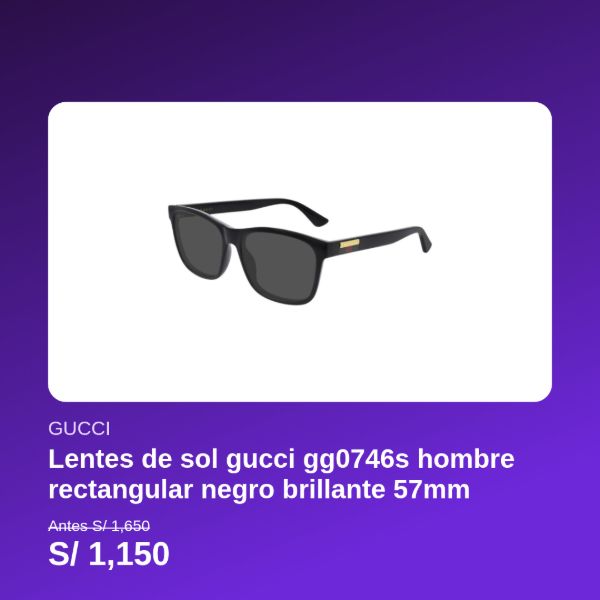 GUCCI
Lentes de sol gucci gg0746s hombre
rectangular negro brillante 57mm
Antes S/ 1,650
S/ 1,150